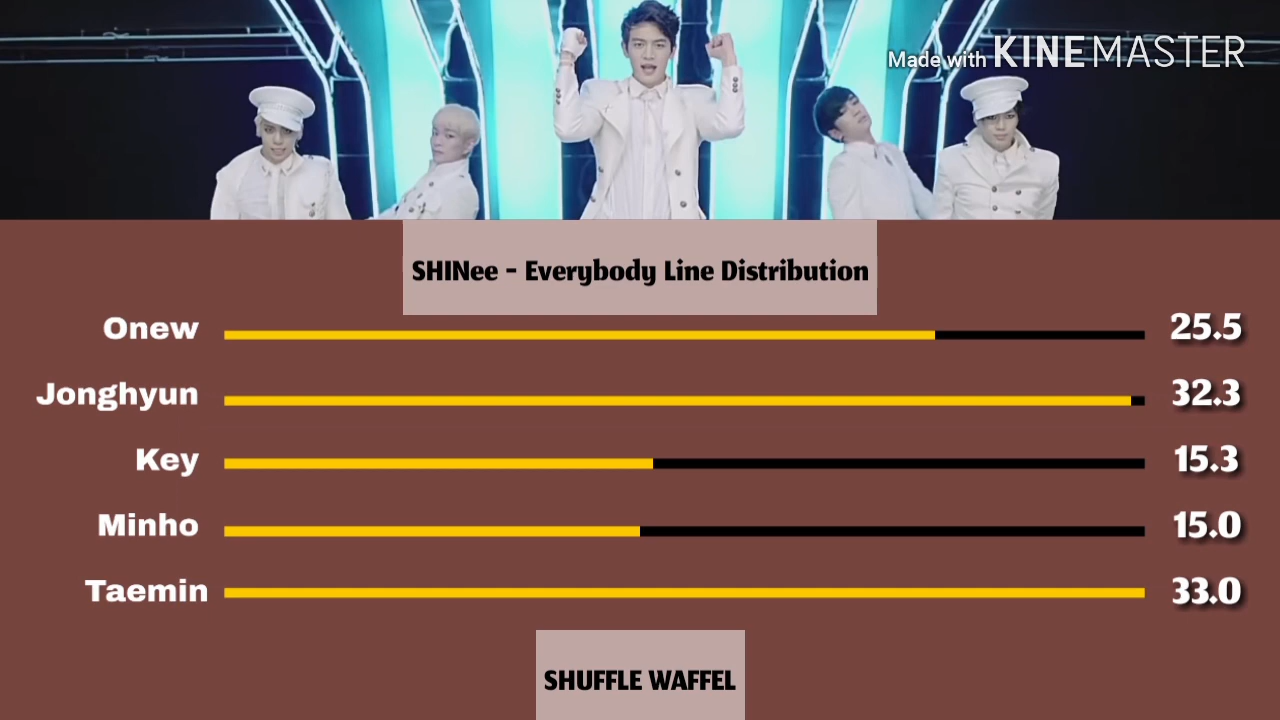 Made with KINEMASTER
SHINee - Everybody Line Distribution
Onew 25.5
Jonghyun 32.3
Key 15.3
Minho 15.0
Taemin 33.0
SHUFFLE WAFFEL